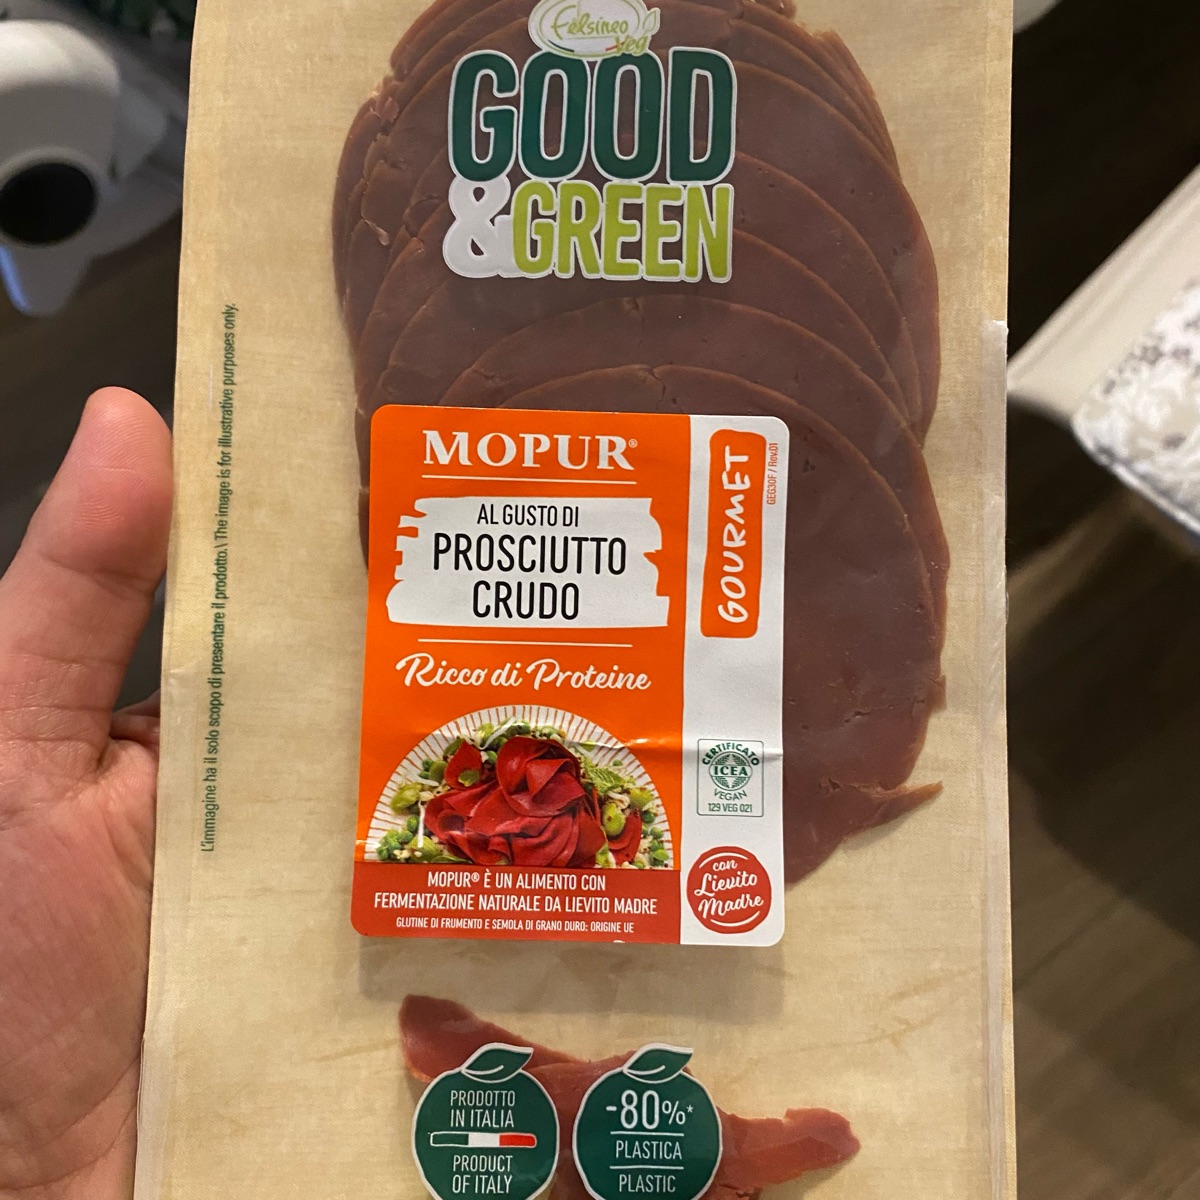 Felsineo
veg
GOOD
&GREEN
L'immagine ha il solo scopo di presentare il prodotto.\ The image is for illustrative purposes only.
MOPUR®
AL GUSTO DI
PROSCIUTTO
CRUDO
Ricco di Proteine
MOPUR® È UN ALIMENTO CON
FERMENTAZIONE NATURALE DA LIEVITO MADRE
GLUTINE DI FRUMENTO E SEMOLA DI GRANO DURO: ORIGINE UE
GOURMET
GEG30F / Rev.01
CERTIFICATO
ICEA
VEGAN
129 VEG 021
con
Lievito
Madre
PRODOTTO
IN ITALIA
PRODUCT
OF ITALY
-80%*
PLASTICA
PLASTIC